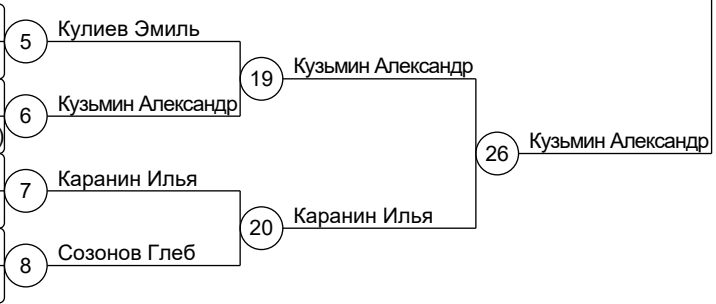 5 Кулиев Эмиль
19 Кузьмин Александр
6 Кузьмин Александр
26 Кузьмин Александр
7 Каранин Илья
20 Каранин Илья
8 Созонов Глеб